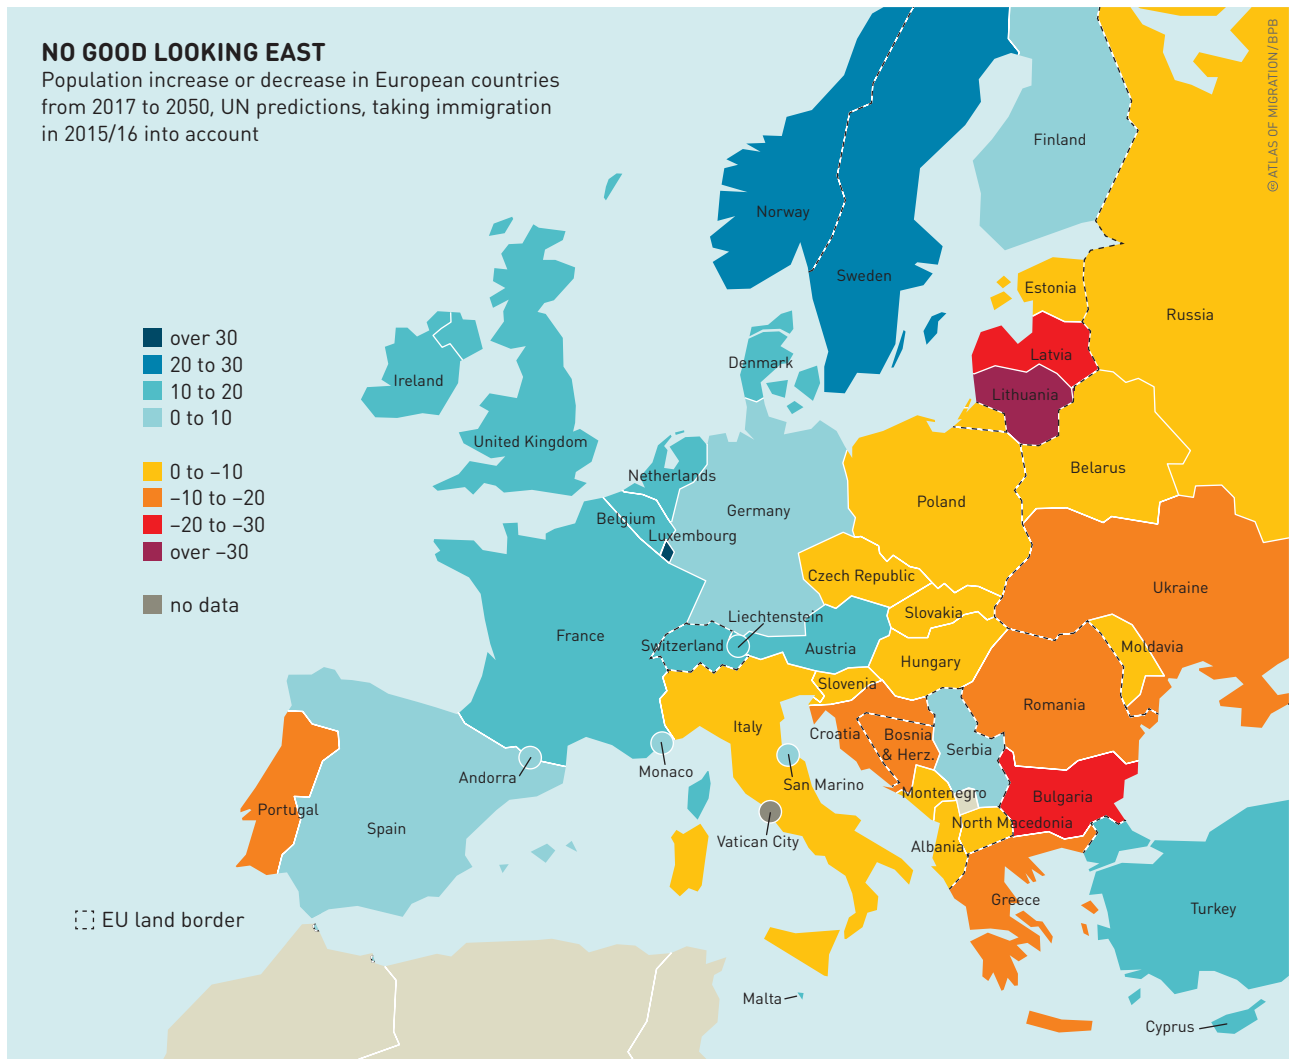 NO GOOD LOOKING EAST
Population increase or decrease in European countries
from 2017 to 2050, UN predictions, taking immigration
in 2015/16 into account
© ATLAS OF MIGRATION / BPB
over 30
20 to 30
10 to 20
0 to 10
0 to –10
–10 to –20
–20 to –30
over –30
no data
EU land border
Finland
Norway
Sweden
Estonia
Russia
Latvia
Denmark
Ireland
Lithuania
United Kingdom
Belarus
Netherlands
Poland
Germany
Belgium
Luxembourg
Czech Republic
Ukraine
Slovakia
Liechtenstein
France
Switzerland
Austria
Moldavia
Hungary
Slovenia
Romania
Italy
Croatia
Bosnia
& Herz.
Serbia
Monaco
Andorra
San Marino
Montenegro
Bulgaria
Portugal
North Macedonia
Spain
Vatican City
Albania
Greece
Turkey
Malta
Cyprus